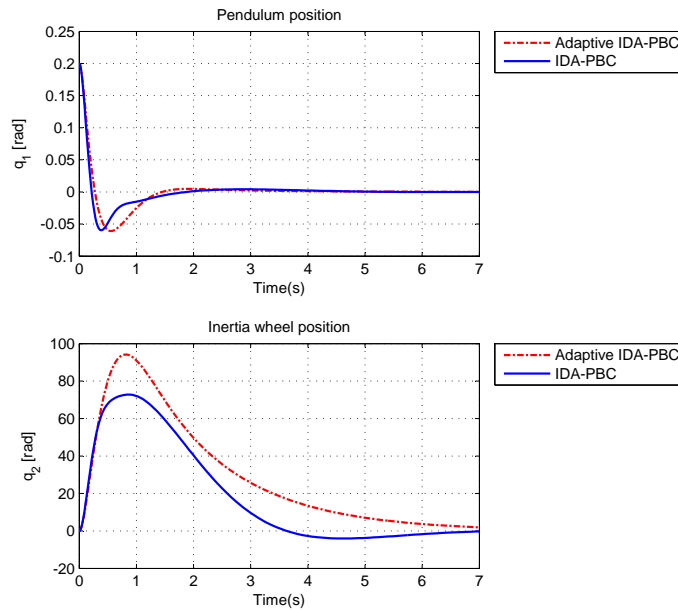 Pendulum position
0.25
0.2
0.15
0.1
0.05
0
-0.05
-0.1
q1 [rad]
0 1 2 3 4 5 6 7
Time(s)
Adaptive IDA-PBC
IDA-PBC
Inertia wheel position
100
80
60
40
20
0
-20
q2 [rad]
0 1 2 3 4 5 6 7
Time(s)
Adaptive IDA-PBC
IDA-PBC